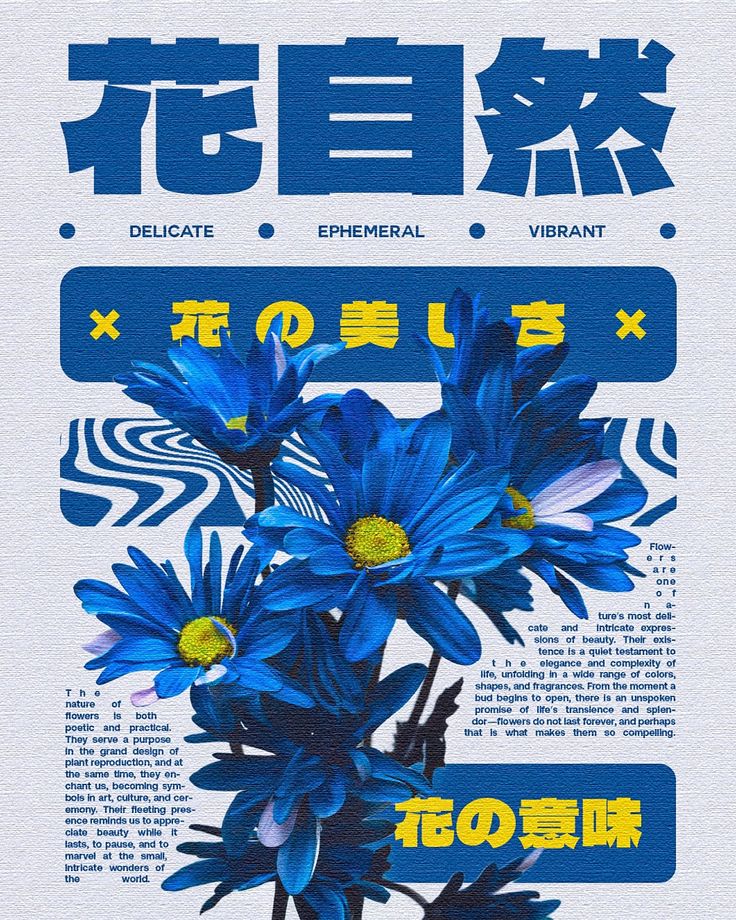 花自然
DELICATE EPHEMERAL VIBRANT
× 花の美しさ ×
Flow-
ers
are
one
of
na-
ture's most deli-
cate and intricate expres-
sions of beauty. Their exis-
tence is a quiet testament to
the elegance and complexity of
life, unfolding in a wide range of colors,
shapes, and fragrances. From the moment a
bud begins to open, there is an unspoken
promise of life's transience and splen-
dor—flowers do not last forever, and perhaps
that is what makes them so compelling.
The
nature of
flowers is both
poetic and practical.
They serve a purpose
in the grand design of
plant reproduction, and at
the same time, they en-
chant us, becoming sym-
bols in art, culture, and cer-
emony. Their fleeting pres-
ence reminds us to appre-
ciate beauty while it
lasts, to pause, and to
marvel at the small,
intricate wonders of
the world.
花の意味